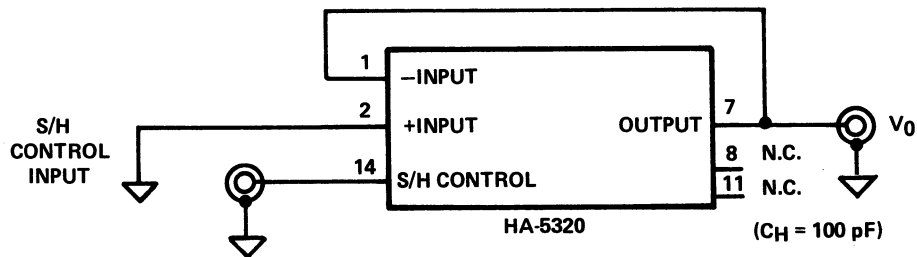 1
−INPUT
2
+INPUT
S/H
CONTROL
INPUT
14
S/H CONTROL
OUTPUT
7
V0
8 N.C.
11 N.C.
HA-5320
(CH = 100 pF)